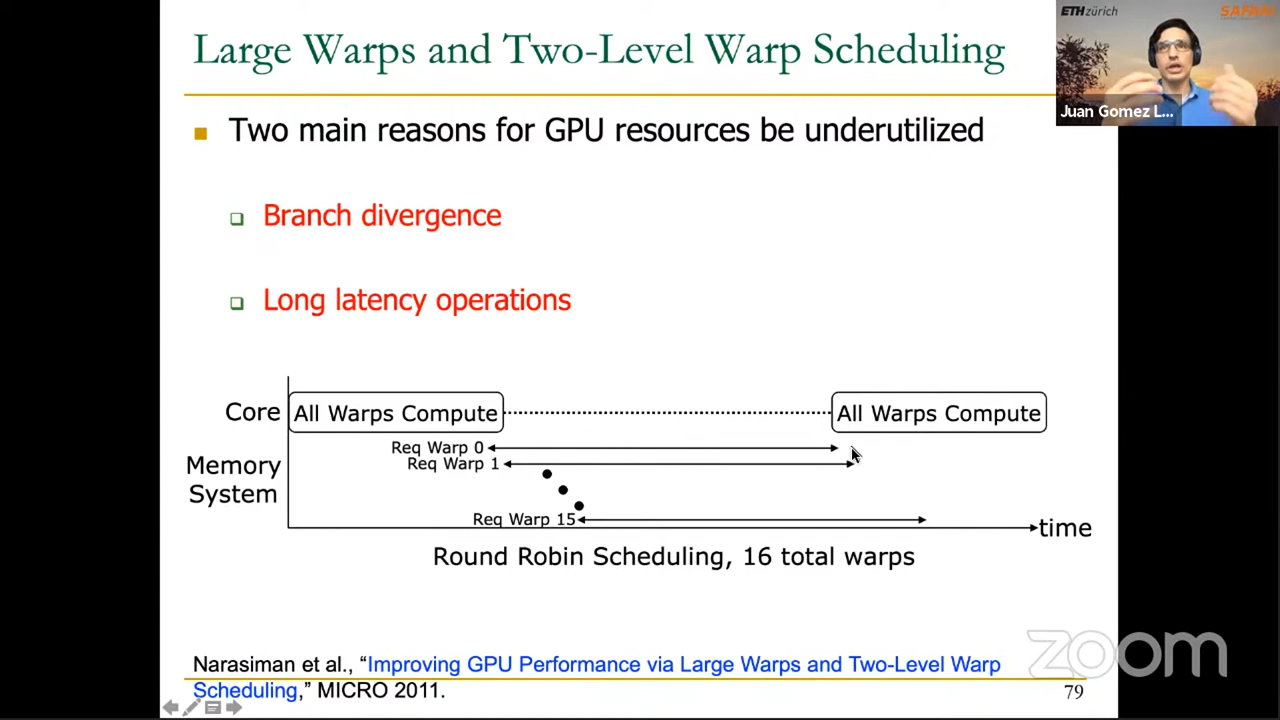 Large Warps and Two-Level Warp Scheduling
ETH zürich
SAFARI
Juan Gomez L...
Two main reasons for GPU resources be underutilized
Branch divergence
Long latency operations
Core
All Warps Compute
All Warps Compute
Req Warp 0
Req Warp 1
Memory
System
Req Warp 15
time
Round Robin Scheduling, 16 total warps
zoom
Narasiman et al., “Improving GPU Performance via Large Warps and Two-Level Warp
Scheduling,” MICRO 2011.
79